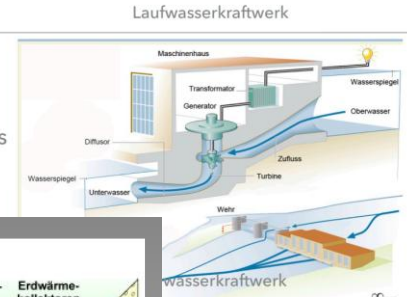 Laufwasserkraftwerk
Maschinenhaus
Wasserspiegel
Transformator
Generator
Oberwasser
Diffusor
Zufluss
Turbine
Wasserspiegel
Unterwasser
Wehr
Erdwärme-
wasserkraftwerk